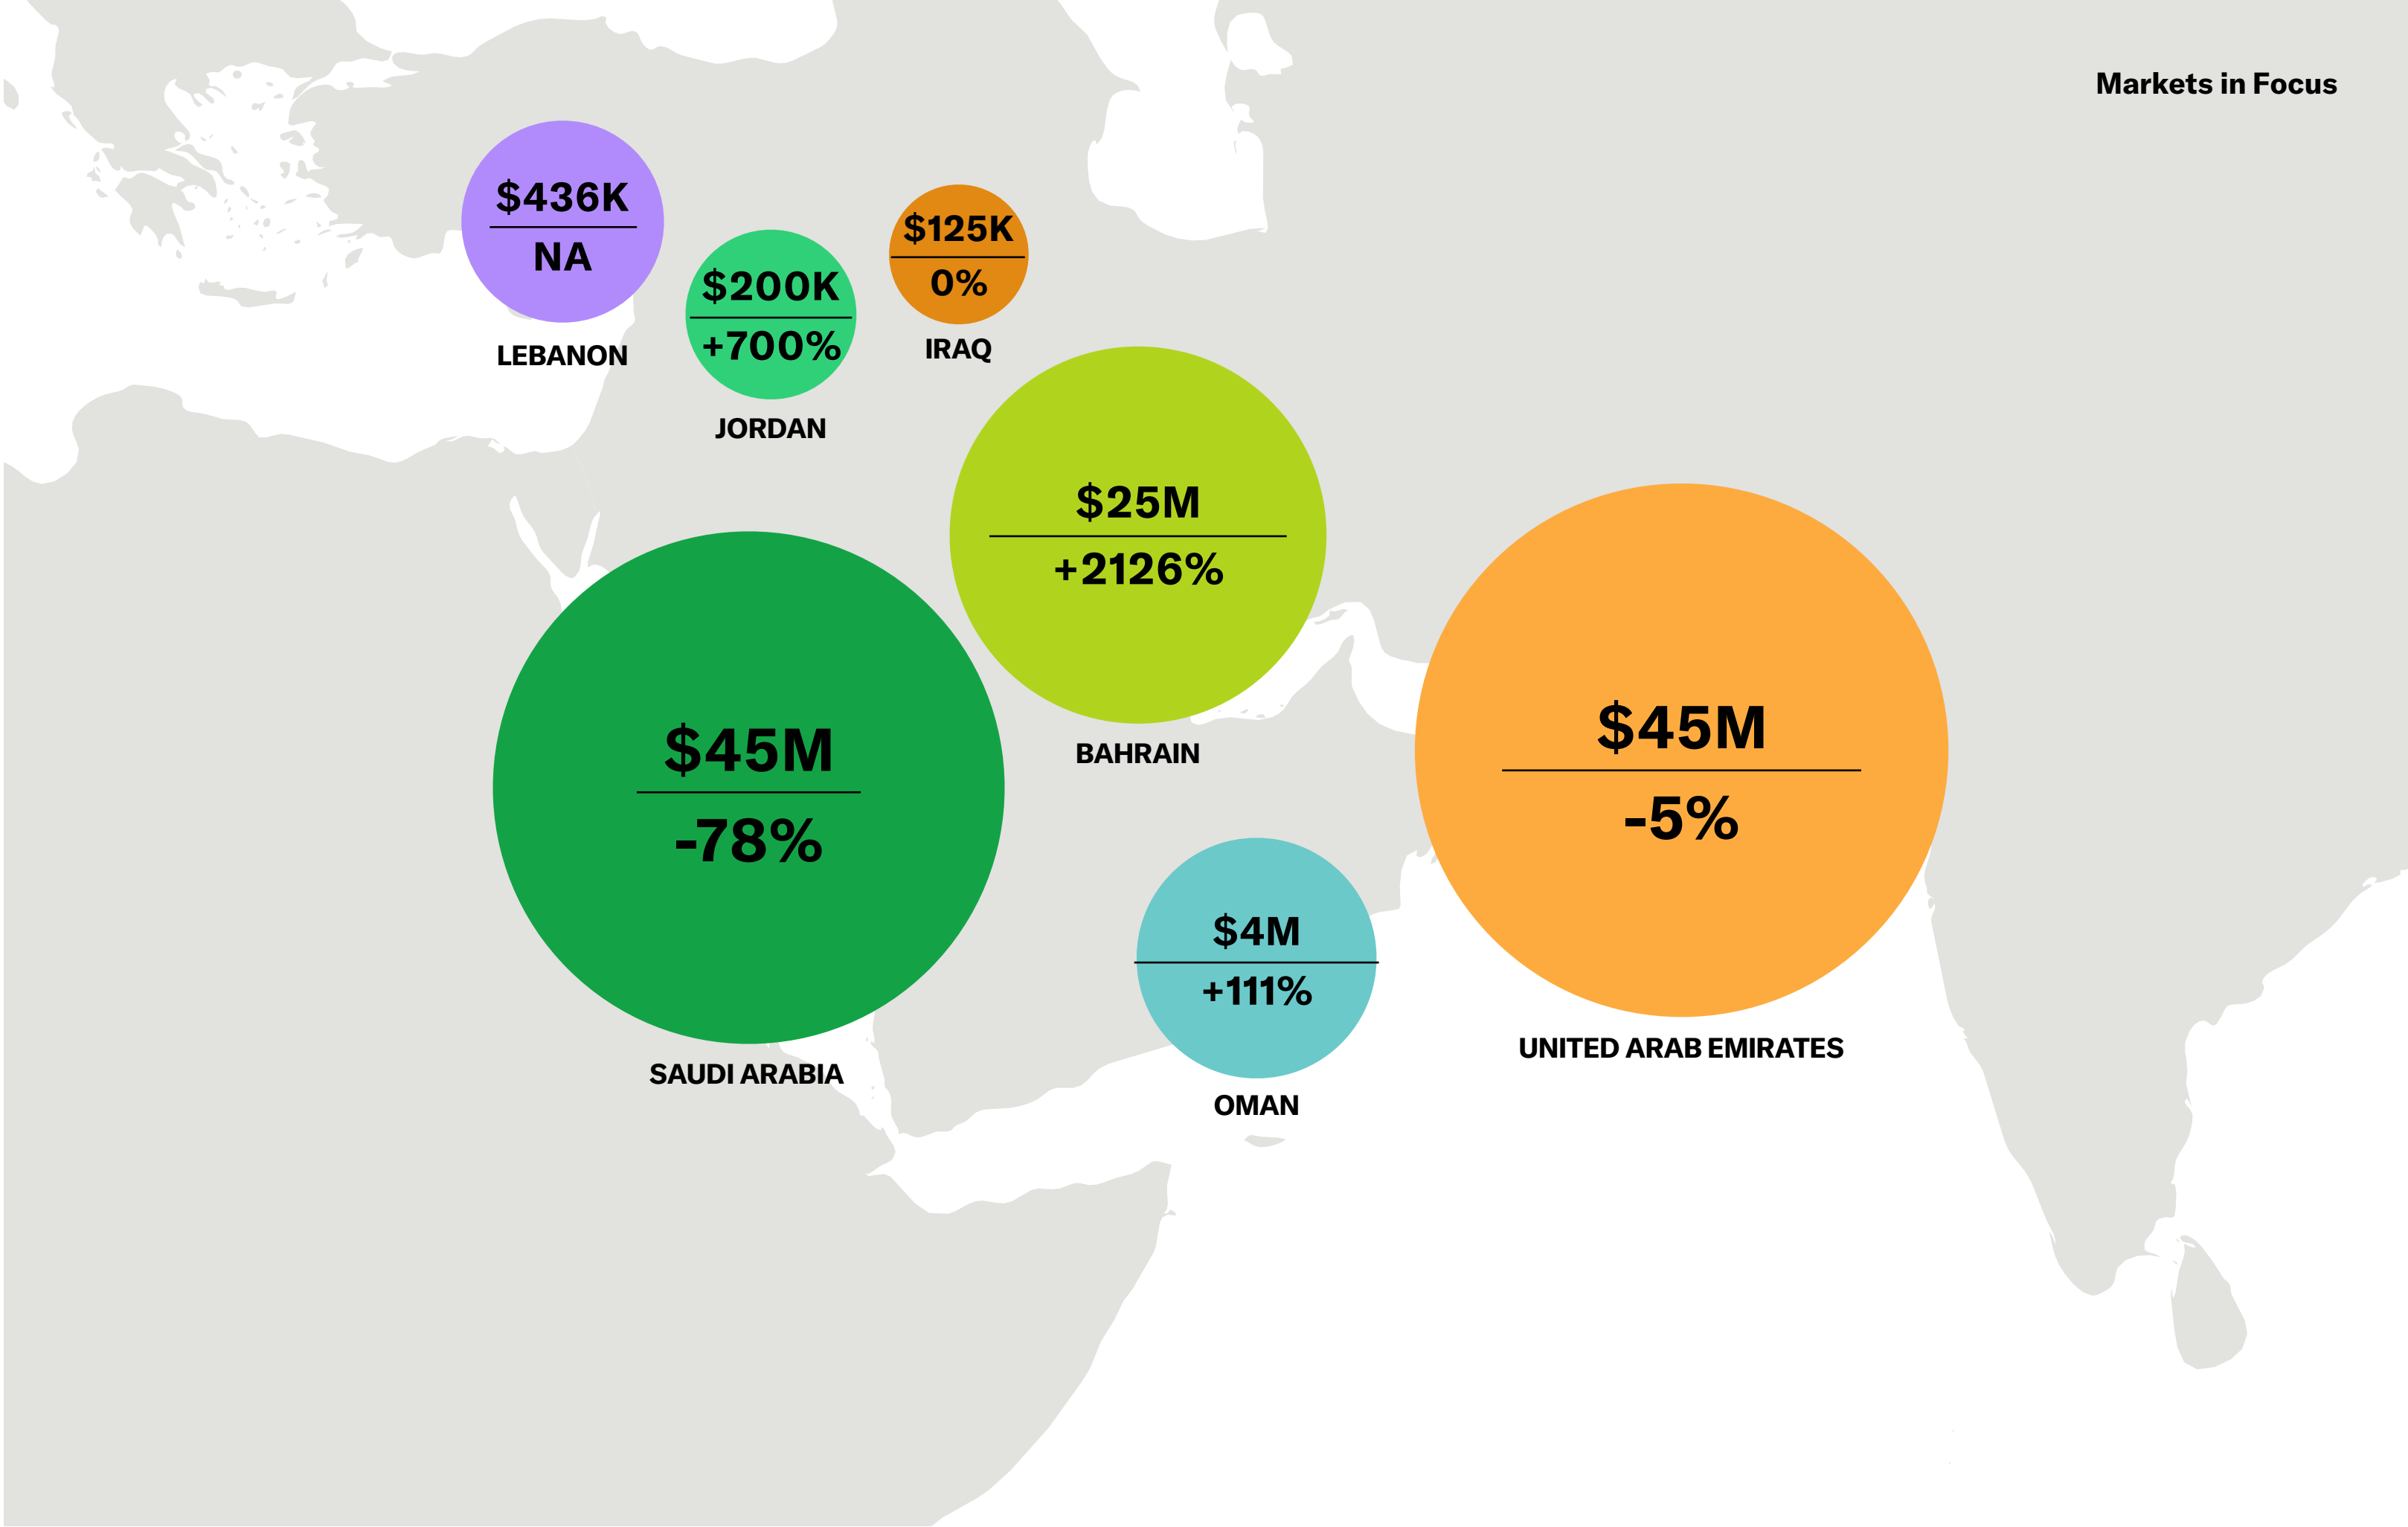 Markets in Focus
$436K
NA
LEBANON
$200K
+700%
JORDAN
$125K
0%
IRAQ
$25M
+2126%
BAHRAIN
$45M
-78%
SAUDI ARABIA
$45M
-5%
UNITED ARAB EMIRATES
$4M
+111%
OMAN